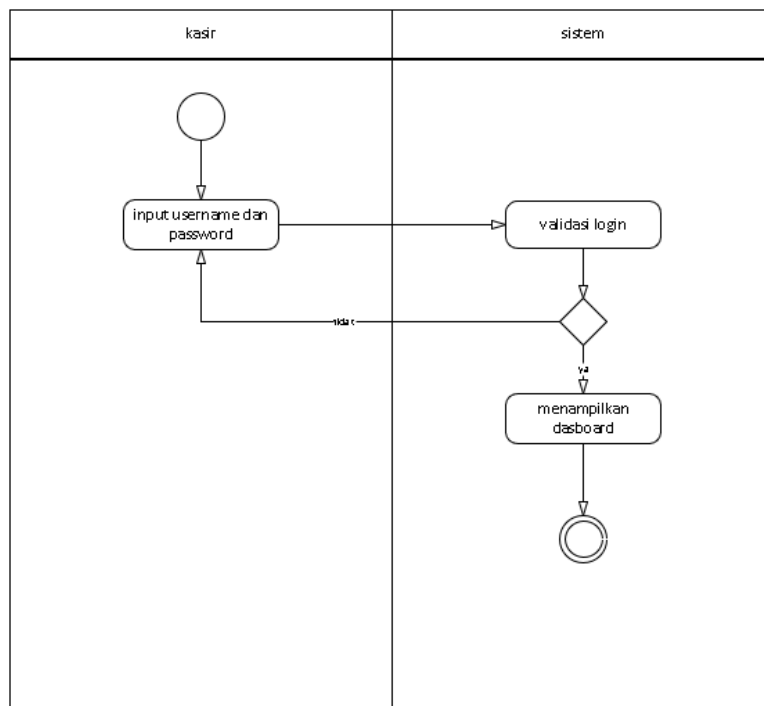 kasir
sistem
input username dan
password
validasi login
tidak
ya
menampilkan
dasboard